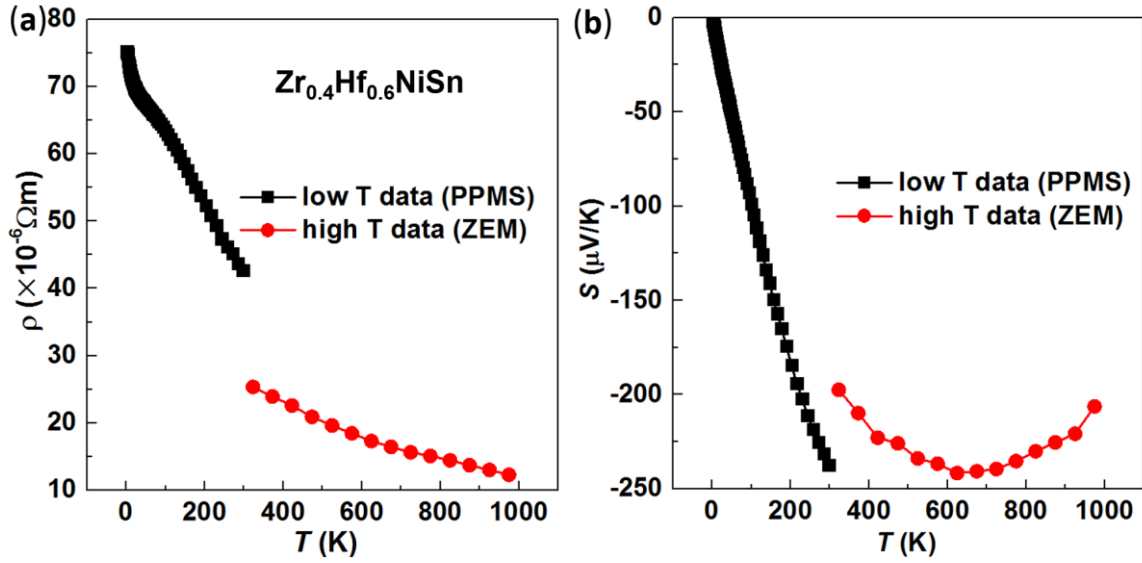 (a)
80
70
60
50
40
30
20
10
ρ (×10⁻⁶Ωm)
Zr₀.₄Hf₀.₆NiSn
low T data (PPMS)
high T data (ZEM)
0 200 400 600 800 1000
T (K)
(b)
0
-50
-100
-150
-200
-250
S (μV/K)
low T data (PPMS)
high T data (ZEM)
0 200 400 600 800 1000
T (K)